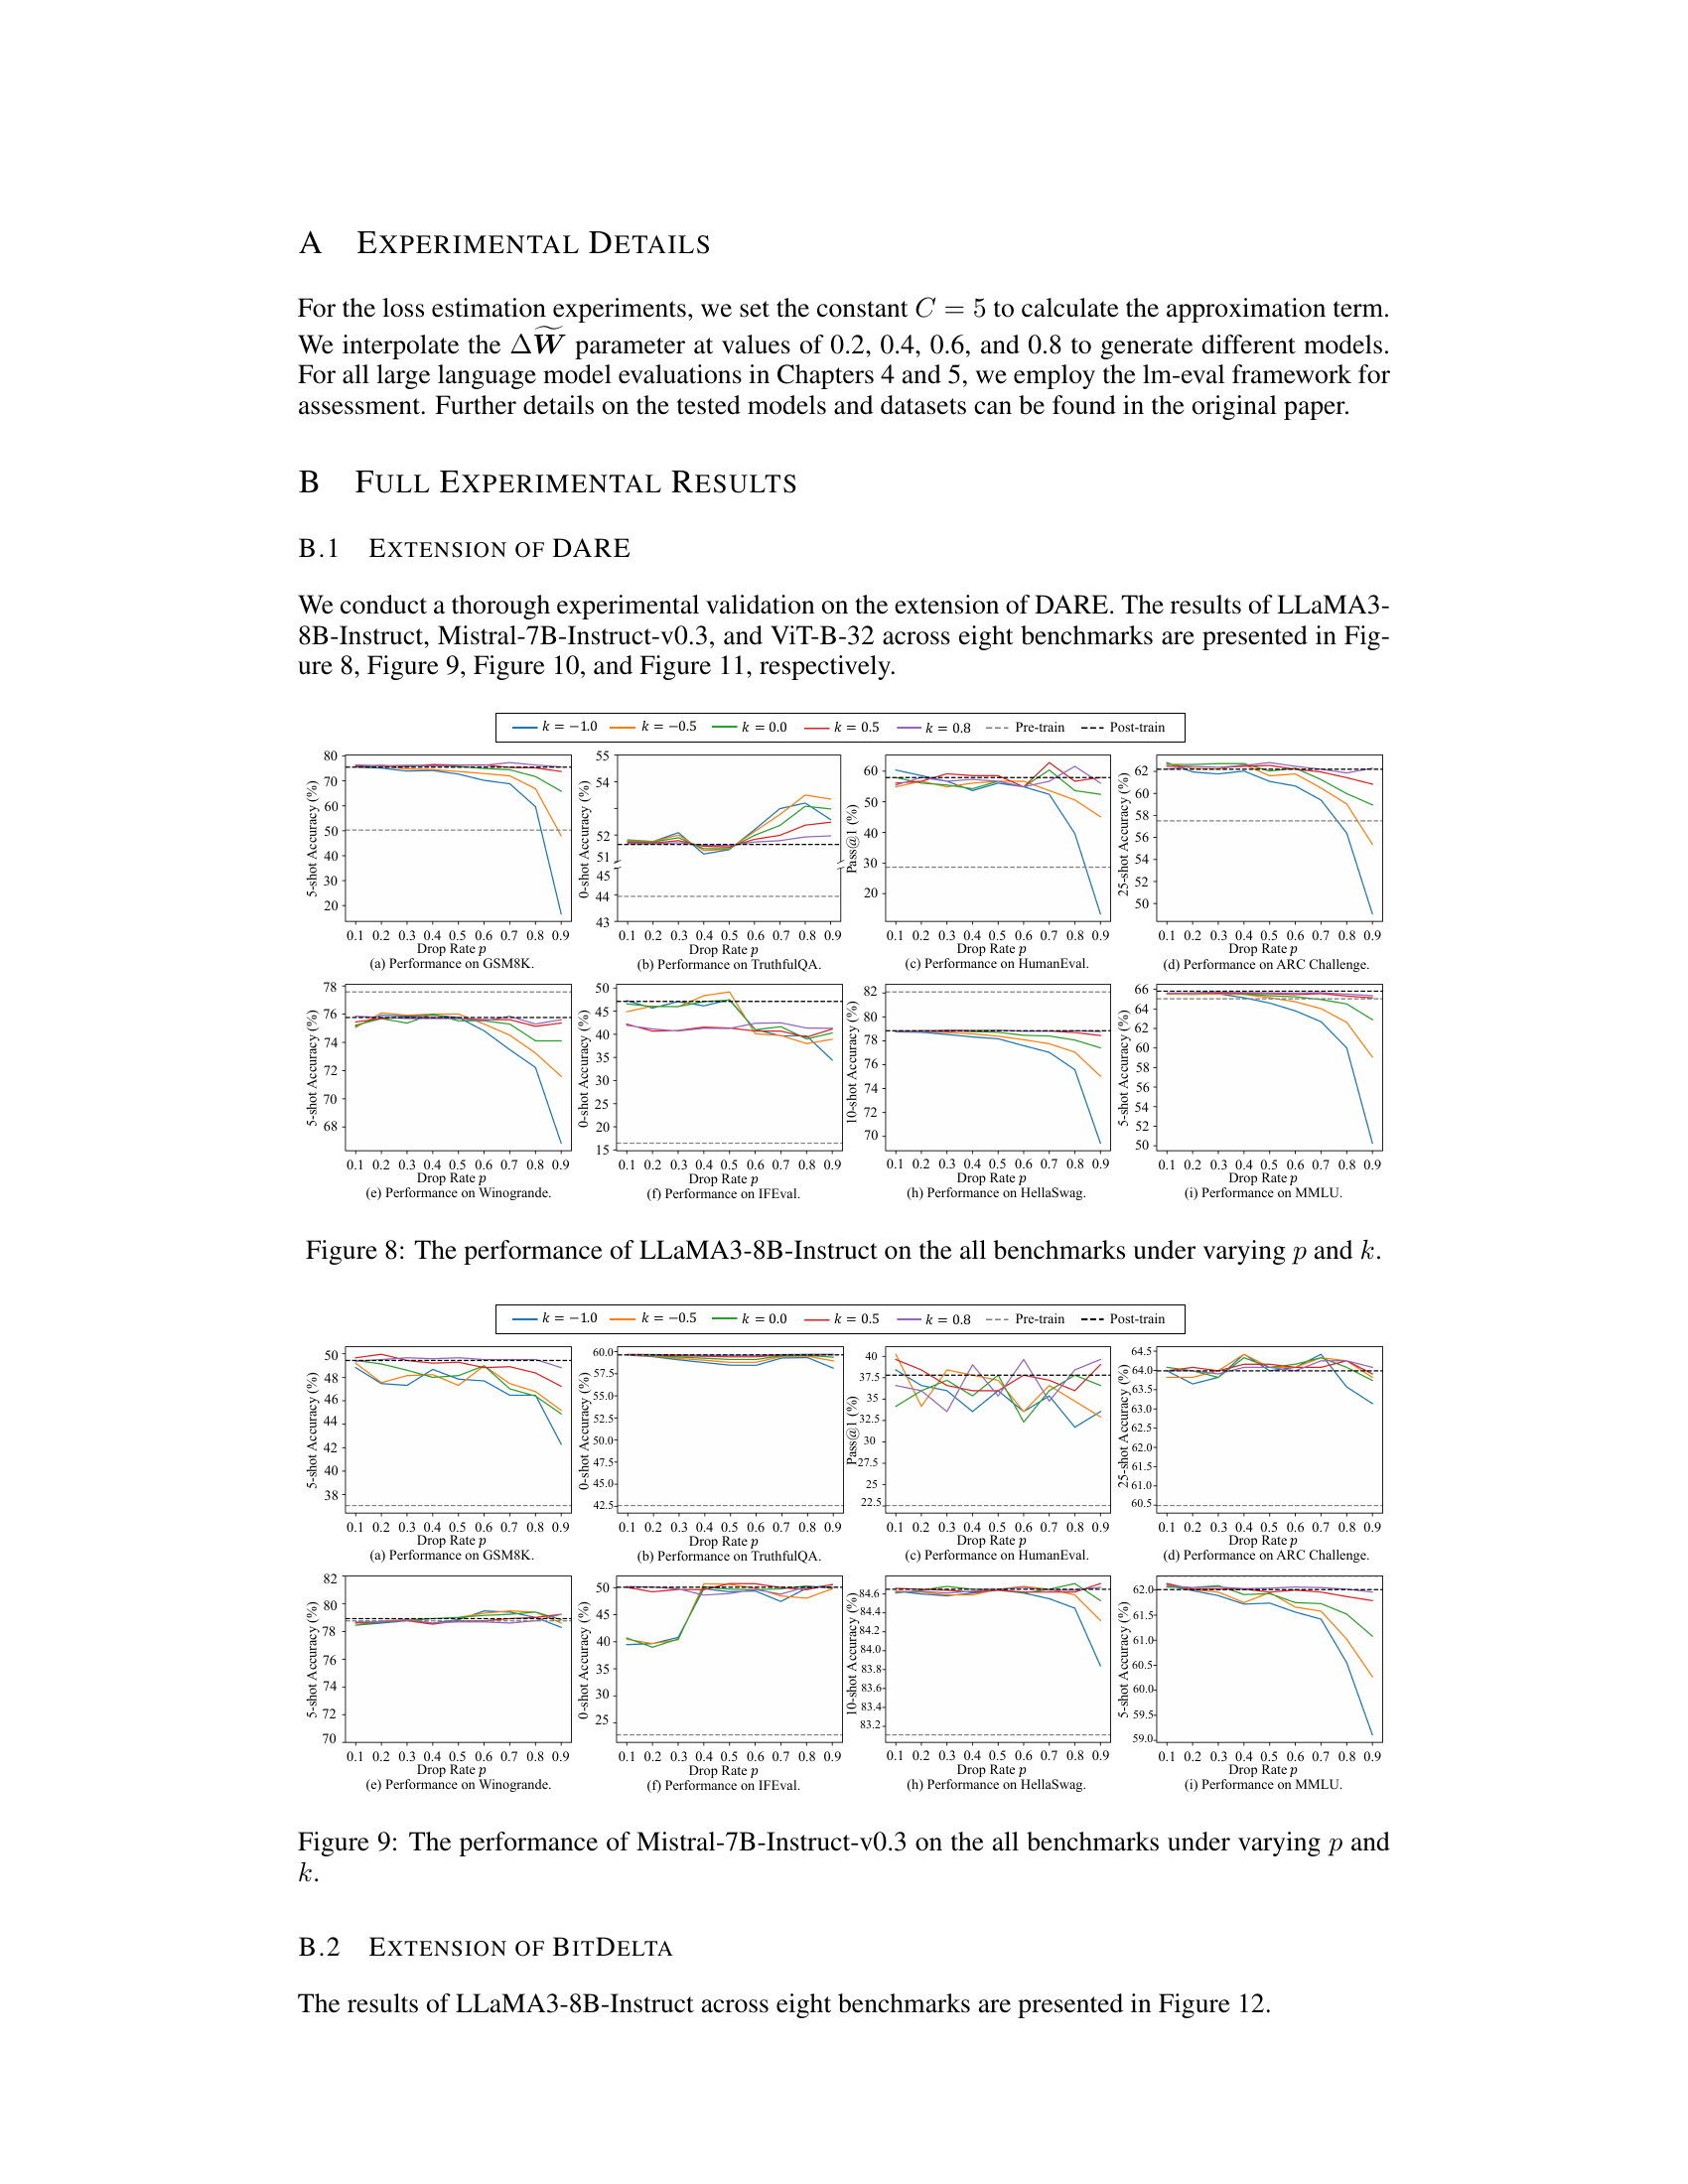 A EXPERIMENTAL DETAILS
For the loss estimation experiments, we set the constant C = 5 to calculate the approximation term.
We interpolate the ΔW̃ parameter at values of 0.2, 0.4, 0.6, and 0.8 to generate different models.
For all large language model evaluations in Chapters 4 and 5, we employ the lm-eval framework for
assessment. Further details on the tested models and datasets can be found in the original paper.
B FULL EXPERIMENTAL RESULTS
B.1 EXTENSION OF DARE
We conduct a thorough experimental validation on the extension of DARE. The results of LLaMA3-
8B-Instruct, Mistral-7B-Instruct-v0.3, and ViT-B-32 across eight benchmarks are presented in Fig-
ure 8, Figure 9, Figure 10, and Figure 11, respectively.
k = −1.0 k = −0.5 k = 0.0 k = 0.5 k = 0.8 Pre-train Post-train
5-shot Accuracy (%)
80
70
60
50
40
30
20
0.1 0.2 0.3 0.4 0.5 0.6 0.7 0.8 0.9
Drop Rate p
(a) Performance on GSM8K.
0-shot Accuracy (%)
55
54
52
51
45
44
43
0.1 0.2 0.3 0.4 0.5 0.6 0.7 0.8 0.9
Drop Rate p
(b) Performance on TruthfulQA.
Pass@1 (%)
60
50
40
30
20
0.1 0.2 0.3 0.4 0.5 0.6 0.7 0.8 0.9
Drop Rate p
(c) Performance on HumanEval.
25-shot Accuracy (%)
62
60
58
56
54
52
50
0.1 0.2 0.3 0.4 0.5 0.6 0.7 0.8 0.9
Drop Rate p
(d) Performance on ARC Challenge.
5-shot Accuracy (%)
78
76
74
72
70
68
0.1 0.2 0.3 0.4 0.5 0.6 0.7 0.8 0.9
Drop Rate p
(e) Performance on Winogrande.
0-shot Accuracy (%)
50
45
40
35
30
25
20
15
0.1 0.2 0.3 0.4 0.5 0.6 0.7 0.8 0.9
Drop Rate p
(f) Performance on IFEval.
10-shot Accuracy (%)
82
80
78
76
74
72
70
0.1 0.2 0.3 0.4 0.5 0.6 0.7 0.8 0.9
Drop Rate p
(h) Performance on HellaSwag.
5-shot Accuracy (%)
66
64
62
60
58
56
54
52
50
0.1 0.2 0.3 0.4 0.5 0.6 0.7 0.8 0.9
Drop Rate p
(i) Performance on MMLU.
Figure 8: The performance of LLaMA3-8B-Instruct on the all benchmarks under varying p and k.
k = −1.0 k = −0.5 k = 0.0 k = 0.5 k = 0.8 Pre-train Post-train
5-shot Accuracy (%)
50
48
46
44
42
40
38
0.1 0.2 0.3 0.4 0.5 0.6 0.7 0.8 0.9
Drop Rate p
(a) Performance on GSM8K.
0-shot Accuracy (%)
60.0
57.5
55.0
52.5
50.0
47.5
45.0
42.5
0.1 0.2 0.3 0.4 0.5 0.6 0.7 0.8 0.9
Drop Rate p
(b) Performance on TruthfulQA.
Pass@1 (%)
40
37.5
35
32.5
30
27.5
25
22.5
0.1 0.2 0.3 0.4 0.5 0.6 0.7 0.8 0.9
Drop Rate p
(c) Performance on HumanEval.
25-shot Accuracy (%)
64.5
64.0
63.5
63.0
62.5
62.0
61.5
61.0
60.5
0.1 0.2 0.3 0.4 0.5 0.6 0.7 0.8 0.9
Drop Rate p
(d) Performance on ARC Challenge.
5-shot Accuracy (%)
82
80
78
76
74
72
70
0.1 0.2 0.3 0.4 0.5 0.6 0.7 0.8 0.9
Drop Rate p
(e) Performance on Winogrande.
0-shot Accuracy (%)
50
45
40
35
30
25
0.1 0.2 0.3 0.4 0.5 0.6 0.7 0.8 0.9
Drop Rate p
(f) Performance on IFEval.
10-shot Accuracy (%)
84.6
84.4
84.2
84.0
83.8
83.6
83.4
83.2
0.1 0.2 0.3 0.4 0.5 0.6 0.7 0.8 0.9
Drop Rate p
(h) Performance on HellaSwag.
5-shot Accuracy (%)
62.0
61.5
61.0
60.5
60.0
59.5
59.0
0.1 0.2 0.3 0.4 0.5 0.6 0.7 0.8 0.9
Drop Rate p
(i) Performance on MMLU.
Figure 9: The performance of Mistral-7B-Instruct-v0.3 on the all benchmarks under varying p and
k.
B.2 EXTENSION OF BITDELTA
The results of LLaMA3-8B-Instruct across eight benchmarks are presented in Figure 12.